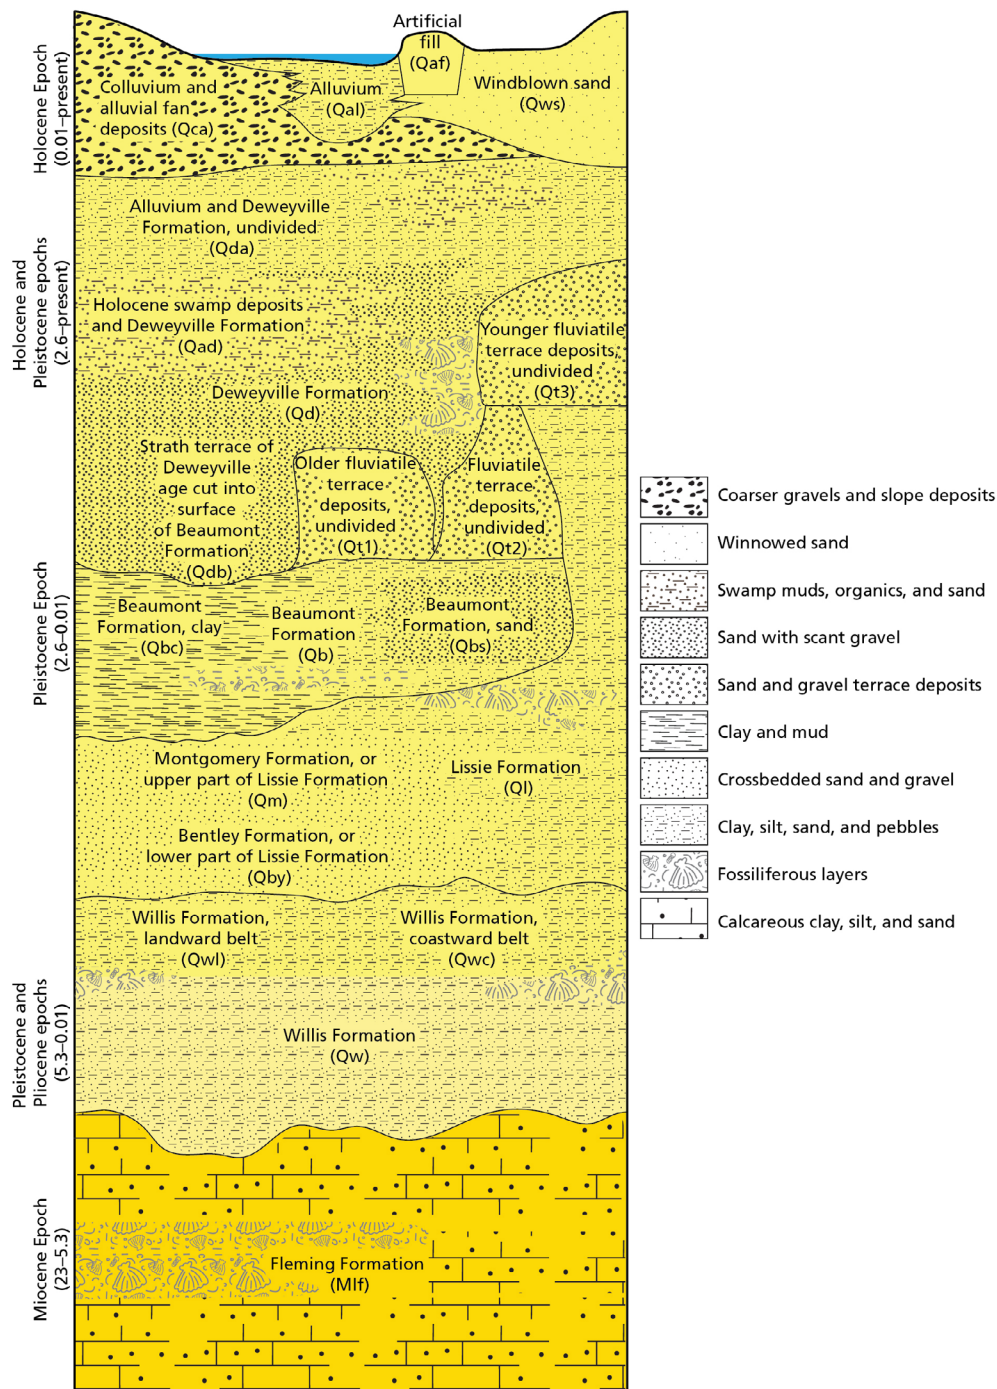 Artificial
fill
(Qaf)
Colluvium and
alluvial fan
deposits (Qca)
Alluvium
(Qal)
Windblown sand
(Qws)
Holocene Epoch
(0.01–present)
Alluvium and Deweyville
Formation, undivided
(Qda)
Holocene and
Pleistocene epochs
(2.6–present)
Holocene swamp deposits
and Deweyville Formation
(Qad)
Younger fluviatile
terrace deposits,
undivided
(Qt3)
Deweyville Formation
(Qd)
Strath terrace of
Deweyville
age cut into
surface
of Beaumont
Formation
(Qdb)
Older fluviatile
terrace
deposits,
undivided
(Qt1)
Fluviatile
terrace
deposits,
undivided
(Qt2)
Pleistocene Epoch
(2.6–0.01)
Beaumont
Formation, clay
(Qbc)
Beaumont
Formation
(Qb)
Beaumont
Formation, sand
(Qbs)
Montgomery Formation, or
upper part of Lissie Formation
(Qm)
Lissie Formation
(Ql)
Bentley Formation, or
lower part of Lissie Formation
(Qby)
Willis Formation,
landward belt
(Qwl)
Willis Formation,
coastward belt
(Qwc)
Pleistocene and
Pliocene epochs
(5.3–0.01)
Willis Formation
(Qw)
Miocene Epoch
(23–5.3)
Fleming Formation
(Mlf)
Coarser gravels and slope deposits
Winnowed sand
Swamp muds, organics, and sand
Sand with scant gravel
Sand and gravel terrace deposits
Clay and mud
Crossbedded sand and gravel
Clay, silt, sand, and pebbles
Fossiliferous layers
Calcareous clay, silt, and sand